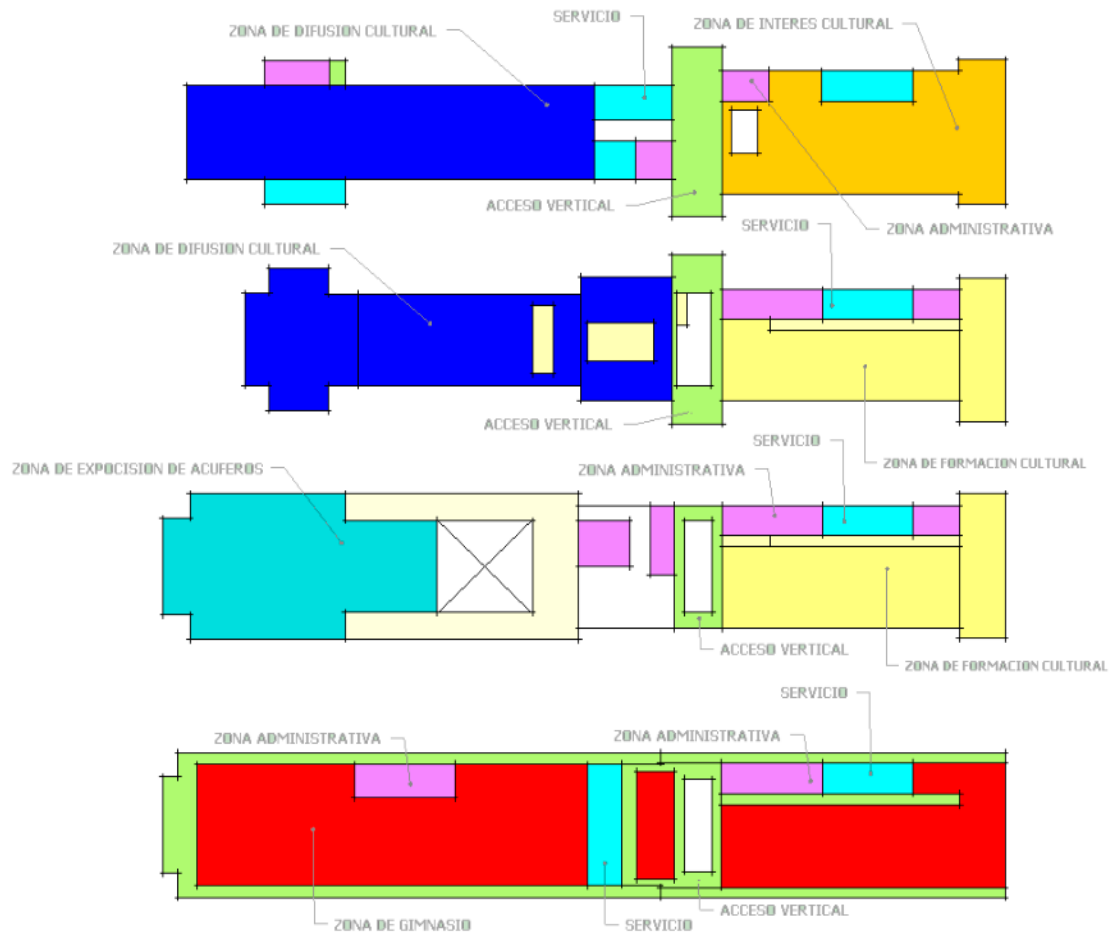 SERVICIO
ZONA DE DIFUSION CULTURAL
ZONA DE INTERES CULTURAL
ACCESO VERTICAL
ZONA ADMINISTRATIVA
SERVICIO
ZONA DE DIFUSION CULTURAL
ACCESO VERTICAL
SERVICIO
ZONA DE FORMACION CULTURAL
ZONA DE EXPOCISION DE ACUFEROS
ZONA ADMINISTRATIVA
ACCESO VERTICAL
ZONA DE FORMACION CULTURAL
SERVICIO
ZONA ADMINISTRATIVA
ZONA ADMINISTRATIVA
ACCESO VERTICAL
ZONA DE GIMNASIO
SERVICIO